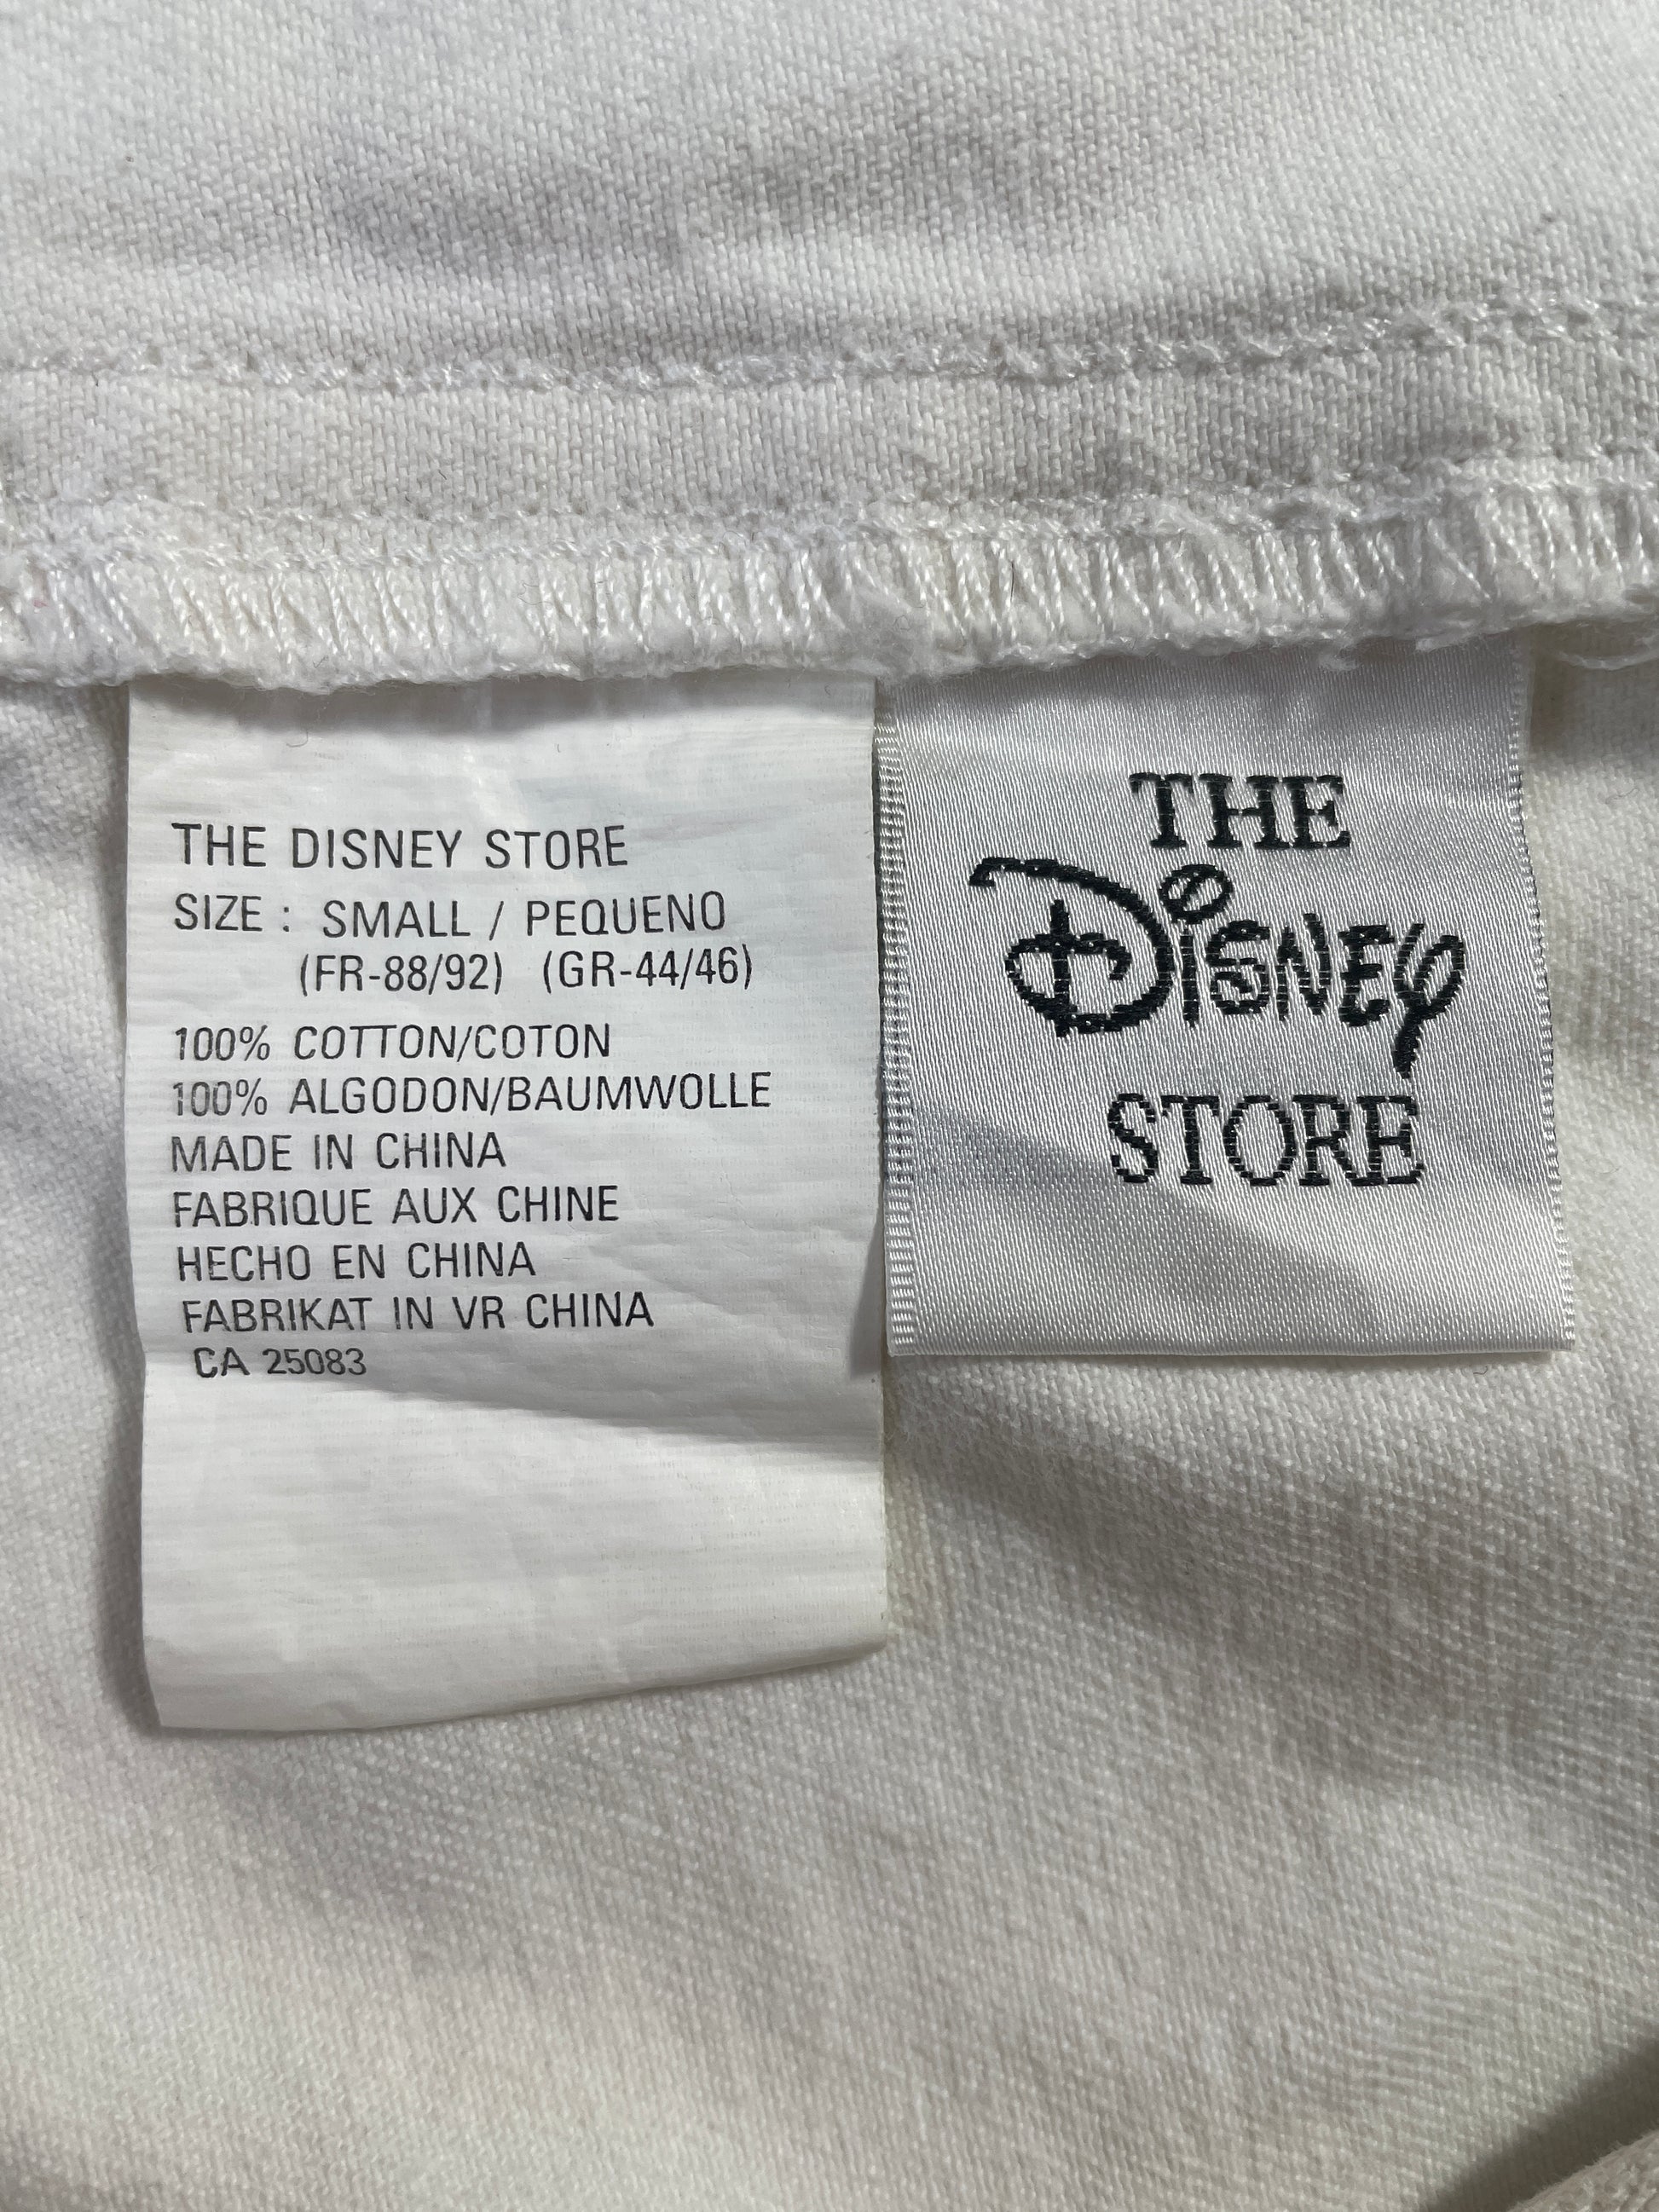 THE DISNEY STORE
SIZE : SMALL / PEQUENO
(FR-88/92) (GR-44/46)
100% COTTON/COTON
100% ALGODON/BAUMWOLLE
MADE IN CHINA
FABRIQUE AUX CHINE
HECHO EN CHINA
FABRIKAT IN VR CHINA
CA 25083
THE
DISNEY
STORE